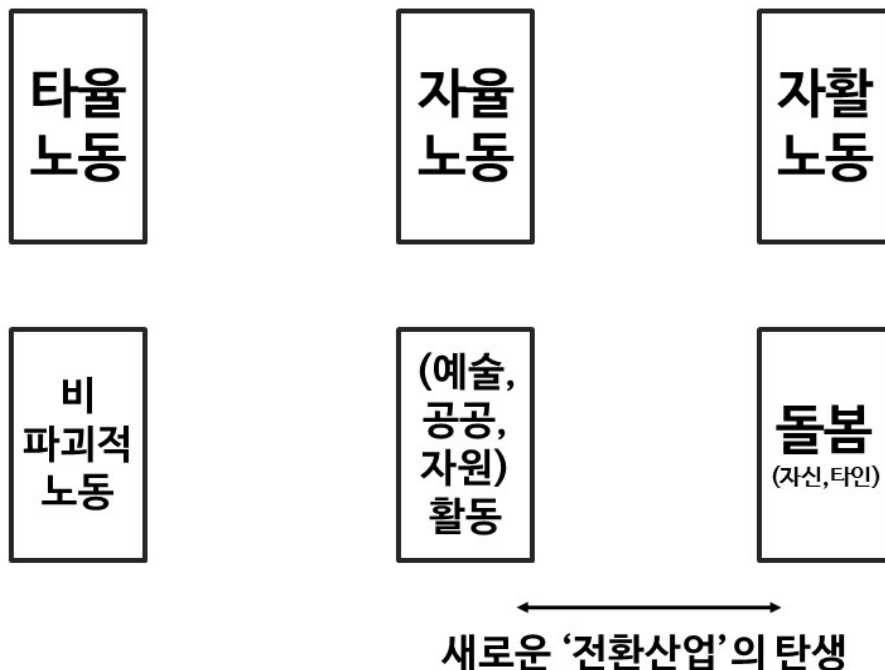 타율
노동
자율
노동
자활
노동
비
파괴적
노동
(예술,
공공,
자원)
활동
돌봄
(자신,타인)
새로운 ‘전환산업’의 탄생